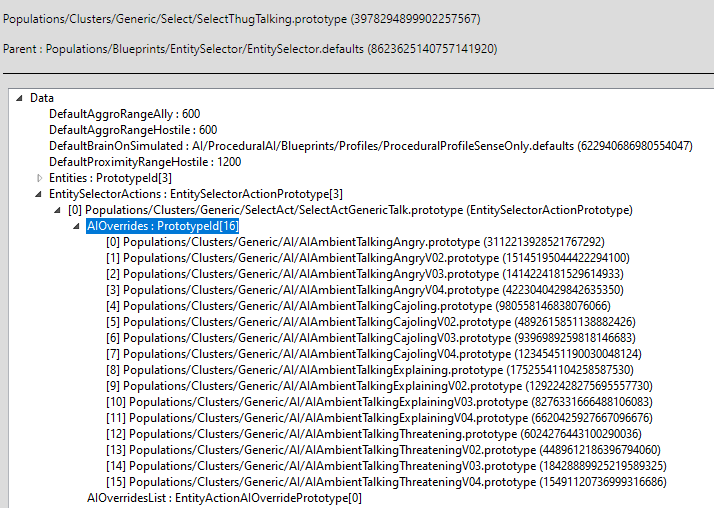 Populations/Clusters/Generic/Select/SelectThugTalking.prototype (3978294899902257567)
Parent : Populations/Blueprints/EntitySelector/EntitySelector.defaults (8623625140757141920)
Data
DefaultAggroRangeAlly : 600
DefaultAggroRangeHostile : 600
DefaultBrainOnSimulated : AI/ProceduralAI/Blueprints/Profiles/ProceduralProfileSenseOnly.defaults (622940686980554047)
DefaultProximityRangeHostile : 1200
Entities : PrototypeId[3]
EntitySelectorActions : EntitySelectorActionPrototype[3]
[0] Populations/Clusters/Generic/SelectAct/SelectActGenericTalk.prototype (EntitySelectorActionPrototype)
AIOverrides : PrototypeId[16]
[0] Populations/Clusters/Generic/AI/AIAmbientTalkingAngry.prototype (3112213928521767292)
[1] Populations/Clusters/Generic/AI/AIAmbientTalkingAngryV02.prototype (15145195044422294100)
[2] Populations/Clusters/Generic/AI/AIAmbientTalkingAngryV03.prototype (1414224181529614933)
[3] Populations/Clusters/Generic/AI/AIAmbientTalkingAngryV04.prototype (4223040429842635350)
[4] Populations/Clusters/Generic/AI/AIAmbientTalkingCajoling.prototype (980558146838076066)
[5] Populations/Clusters/Generic/AI/AIAmbientTalkingCajolingV02.prototype (4892615851138882426)
[6] Populations/Clusters/Generic/AI/AIAmbientTalkingCajolingV03.prototype (9396989259818146683)
[7] Populations/Clusters/Generic/AI/AIAmbientTalkingCajolingV04.prototype (12345451190030048124)
[8] Populations/Clusters/Generic/AI/AIAmbientTalkingExplaining.prototype (17525541104258587530)
[9] Populations/Clusters/Generic/AI/AIAmbientTalkingExplainingV02.prototype (12922428275695557730)
[10] Populations/Clusters/Generic/AI/AIAmbientTalkingExplainingV03.prototype (8276331666488106083)
[11] Populations/Clusters/Generic/AI/AIAmbientTalkingExplainingV04.prototype (6620425927667096676)
[12] Populations/Clusters/Generic/AI/AIAmbientTalkingThreatening.prototype (6024276443100290036)
[13] Populations/Clusters/Generic/AI/AIAmbientTalkingThreateningV02.prototype (4489612186396794060)
[14] Populations/Clusters/Generic/AI/AIAmbientTalkingThreateningV03.prototype (18428889925219589325)
[15] Populations/Clusters/Generic/AI/AIAmbientTalkingThreateningV04.prototype (15491120736999316686)
AIOverridesList : EntityActionAIOverridePrototype[0]